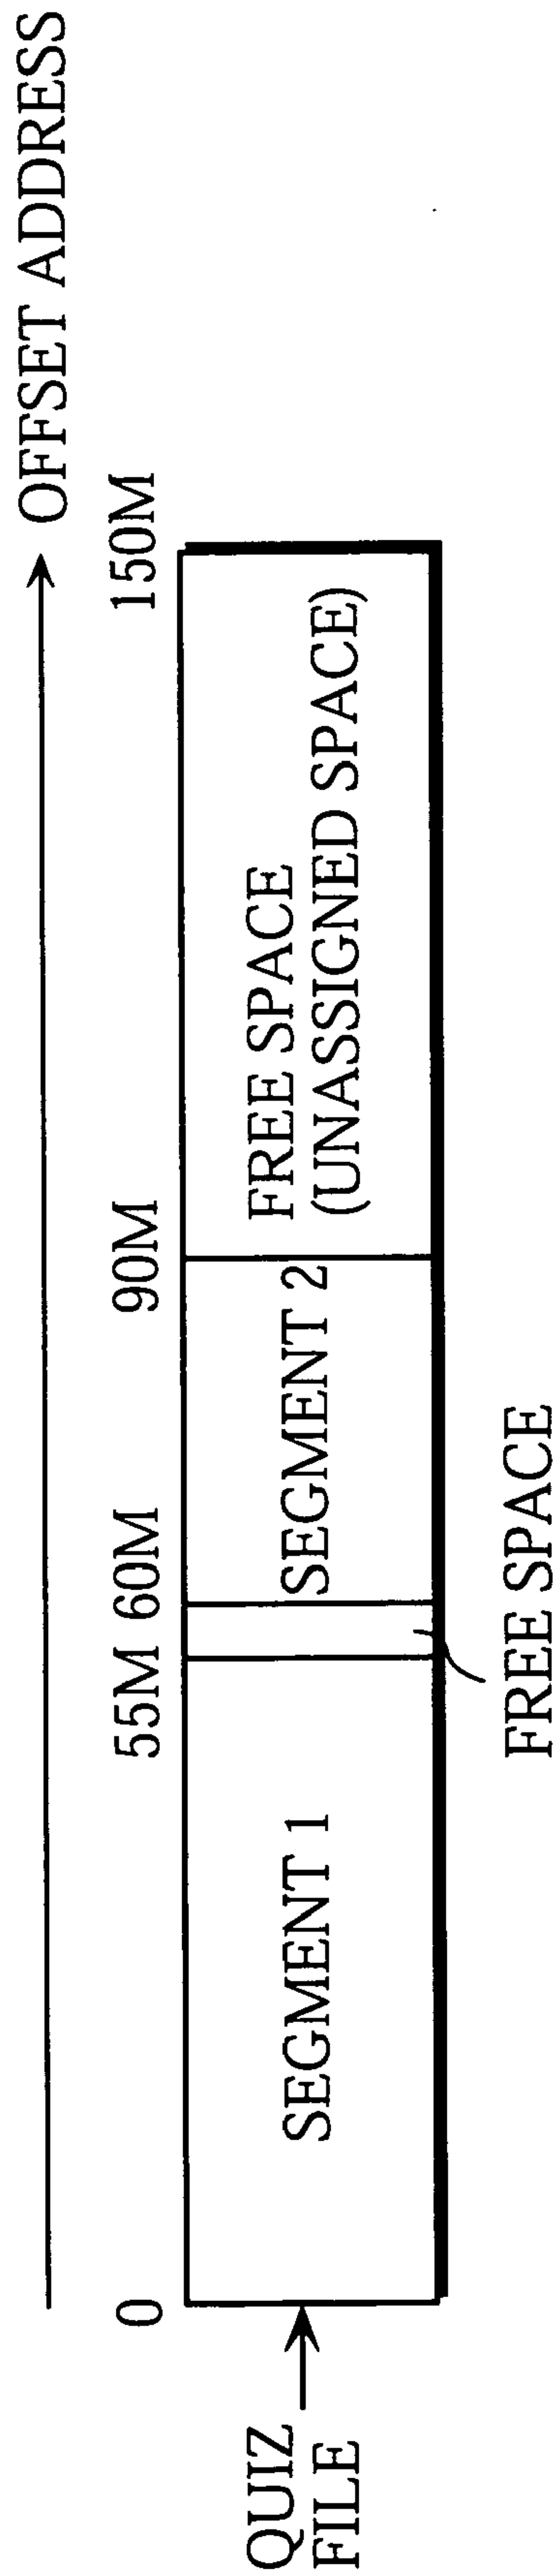 OFFSET ADDRESS
0
55M
60M
90M
150M
QUIZ
FILE
SEGMENT 1
SEGMENT 2
FREE SPACE
(UNASSIGNED SPACE)
FREE SPACE